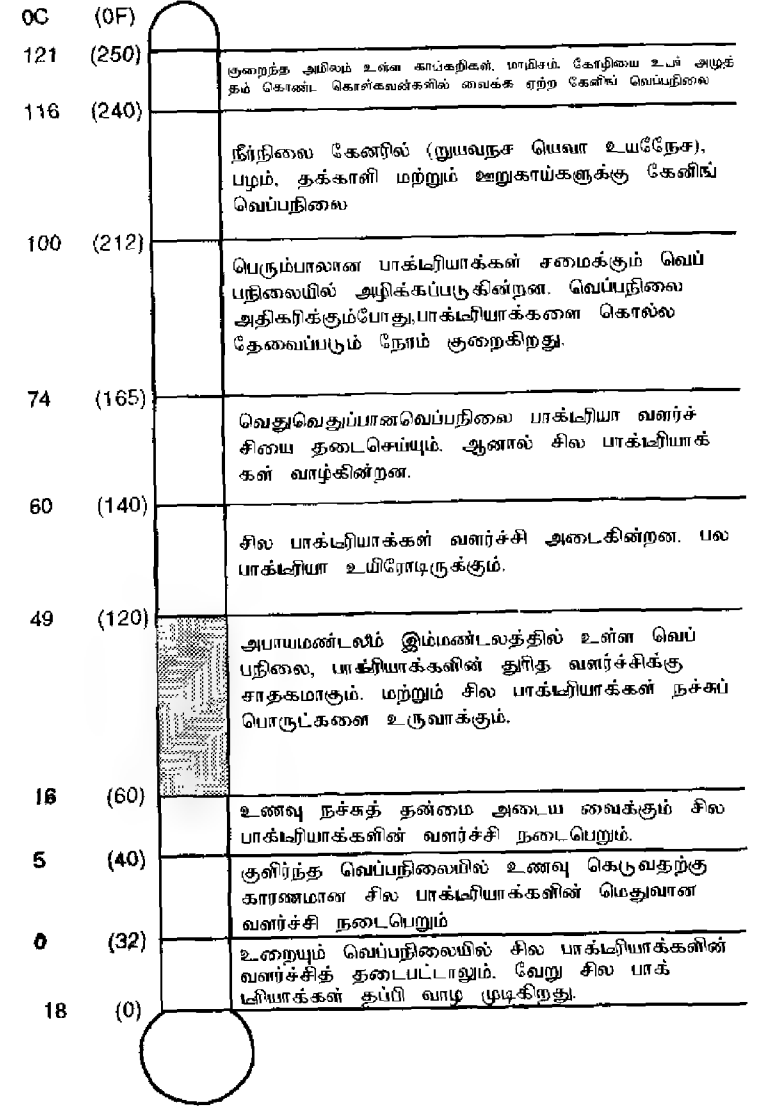 0C (0F)
121 (250)
குறைந்த அமிலம் உள்ள காய்கறிகள், மாமிசம், கோழியை உயர் அழுத்
தம் கொண்ட கொள்கலன்களில் வைக்க ஏற்ற கேனிங் வெப்பநிலை
116 (240)
நீர்நிலை கேனரில் (றுயவநச யெவா உயநேச),
பழம், தக்காளி மற்றும் ஊறுகாய்களுக்கு கேனிங்
வெப்பநிலை
100 (212)
பெரும்பாலான பாக்டீரியாக்கள் சமைக்கும் வெப்
பநிலையில் அழிக்கப்படுகின்றன. வெப்பநிலை
அதிகரிக்கும்போது,பாக்டீரியாக்களை கொல்ல
தேவைப்படும் நேரம் குறைகிறது.
74 (165)
வெதுவெதுப்பானவெப்பநிலை பாக்டீரியா வளர்ச்
சியை தடைசெய்யும். ஆனால் சில பாக்டீரியாக்
கள் வாழ்கின்றன.
60 (140)
சில பாக்டீரியாக்கள் வளர்ச்சி அடைகின்றன. பல
பாக்டீரியா உயிரோடிருக்கும்.
49 (120)
அபாயமண்டலம் இம்மண்டலத்தில் உள்ள வெப்
பநிலை, பாக்ரியாக்களின் துரித வளர்ச்சிக்கு
சாதகமாகும். மற்றும் சில பாக்டீரியாக்கள் நச்சுப்
பொருட்களை உருவாக்கும்.
16 (60)
உணவு நச்சுத் தன்மை அடைய வைக்கும் சில
பாக்டீரியாக்களின் வளர்ச்சி நடைபெறும்.
5 (40)
குளிர்ந்த வெப்பநிலையில் உணவு கெடுவதற்கு
காரணமான சில பாக்டீரியாக்களின் மெதுவான
வளர்ச்சி நடைபெறும்
0 (32)
உறையும் வெப்பநிலையில் சில பாக்டீரியாக்களின்
வளர்ச்சித் தடைபட்டாலும். வேறு சில பாக்
டீரியாக்கள் தப்பி வாழ முடிகிறது.
18 (0)